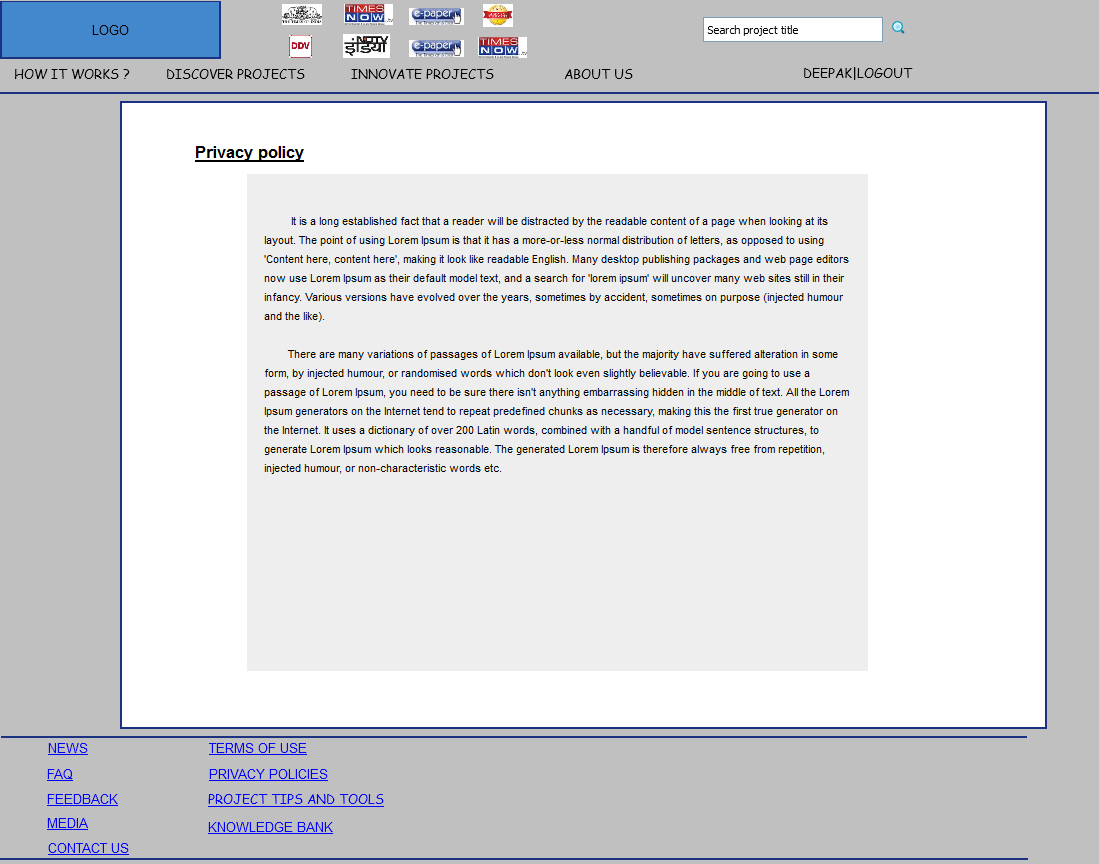 LOGO
TIMES NOW .tv
e-paper
DDV
NDTV
इंडिया
e-paper
TIMES NOW .tv
Search project title
HOW IT WORKS ?
DISCOVER PROJECTS
INNOVATE PROJECTS
ABOUT US
DEEPAK|LOGOUT
Privacy policy
It is a long established fact that a reader will be distracted by the readable content of a page when looking at its
layout. The point of using Lorem Ipsum is that it has a more-or-less normal distribution of letters, as opposed to using
'Content here, content here', making it look like readable English. Many desktop publishing packages and web page editors
now use Lorem Ipsum as their default model text, and a search for 'lorem ipsum' will uncover many web sites still in their
infancy. Various versions have evolved over the years, sometimes by accident, sometimes on purpose (injected humour
and the like).
There are many variations of passages of Lorem Ipsum available, but the majority have suffered alteration in some
form, by injected humour, or randomised words which don't look even slightly believable. If you are going to use a
passage of Lorem Ipsum, you need to be sure there isn't anything embarrassing hidden in the middle of text. All the Lorem
Ipsum generators on the Internet tend to repeat predefined chunks as necessary, making this the first true generator on
the Internet. It uses a dictionary of over 200 Latin words, combined with a handful of model sentence structures, to
generate Lorem Ipsum which looks reasonable. The generated Lorem Ipsum is therefore always free from repetition,
injected humour, or non-characteristic words etc.
NEWS
FAQ
FEEDBACK
MEDIA
CONTACT US
TERMS OF USE
PRIVACY POLICIES
PROJECT TIPS AND TOOLS
KNOWLEDGE BANK